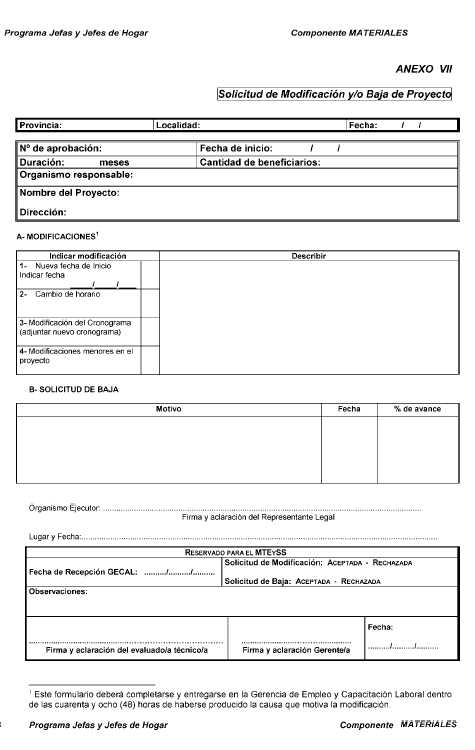 Programa Jefas y Jefes de Hogar Componente MATERIALES
ANEXO VII
Solicitud de Modificación y/o Baja de Proyecto
Provincia: Localidad: Fecha: / /
Nº de aprobación: Fecha de inicio: / /
Duración: meses Cantidad de beneficiarios:
Organismo responsable:
Nombre del Proyecto:
Dirección:
A- MODIFICACIONES¹
Indicar modificación Describir
1- Nueva fecha de Inicio
Indicar fecha
____/____/____
2- Cambio de horario
3- Modificación del Cronograma
(adjuntar nuevo cronograma)
4- Modificaciones menores en el
proyecto
B- SOLICITUD DE BAJA
Motivo Fecha % de avance
Organismo Ejecutor: ........................................................................
Firma y aclaración del Representante Legal
Lugar y Fecha:........................................................................
RESERVADO PARA EL MTEySS
Fecha de Recepción GECAL: ........./........./......... Solicitud de Modificación: ACEPTADA - RECHAZADA
Solicitud de Baja: ACEPTADA - RECHAZADA
Observaciones:
Fecha:
........./........./.........
Firma y aclaración del evaluado/a técnico/a Firma y aclaración Gerente/a
¹ Este formulario deberá completarse y entregarse en la Gerencia de Empleo y Capacitación Laboral dentro
de las cuarenta y ocho (48) horas de haberse producido la causa que motiva la modificación.
Programa Jefas y Jefes de Hogar Componente MATERIALES